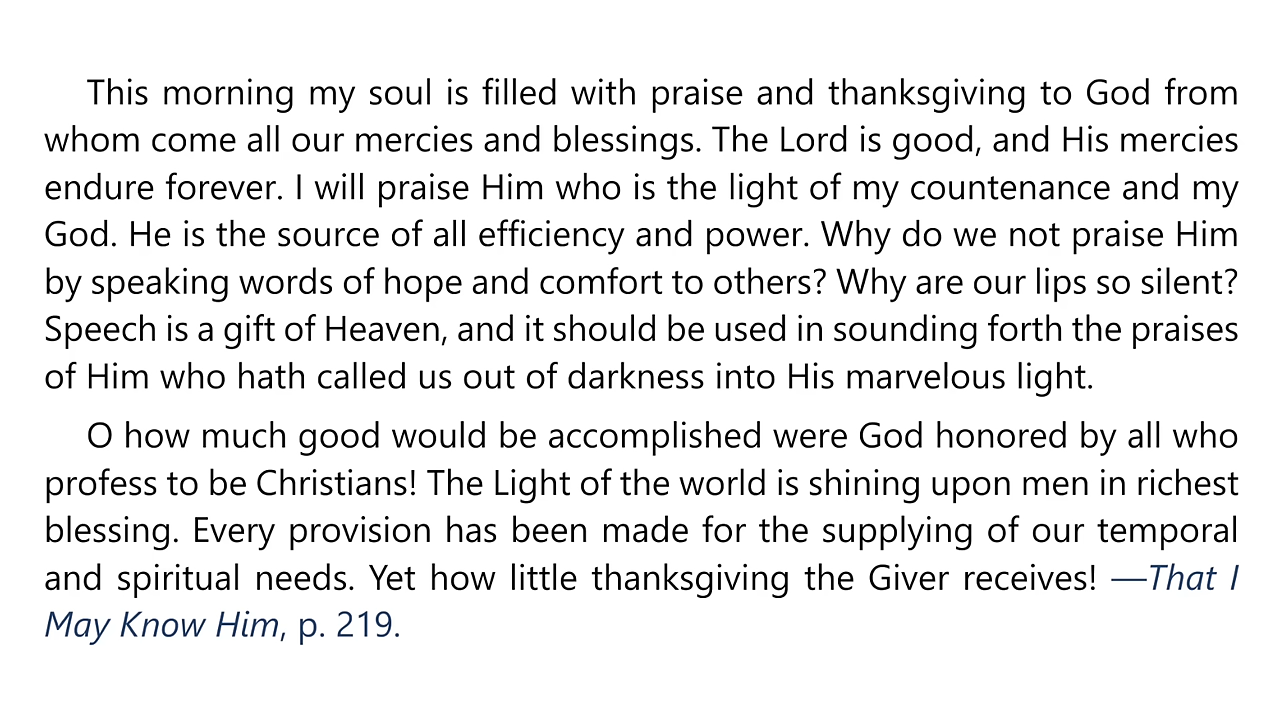 This morning my soul is filled with praise and thanksgiving to God from
whom come all our mercies and blessings. The Lord is good, and His mercies
endure forever. I will praise Him who is the light of my countenance and my
God. He is the source of all efficiency and power. Why do we not praise Him
by speaking words of hope and comfort to others? Why are our lips so silent?
Speech is a gift of Heaven, and it should be used in sounding forth the praises
of Him who hath called us out of darkness into His marvelous light.
O how much good would be accomplished were God honored by all who
profess to be Christians! The Light of the world is shining upon men in richest
blessing. Every provision has been made for the supplying of our temporal
and spiritual needs. Yet how little thanksgiving the Giver receives! —That I
May Know Him, p. 219.